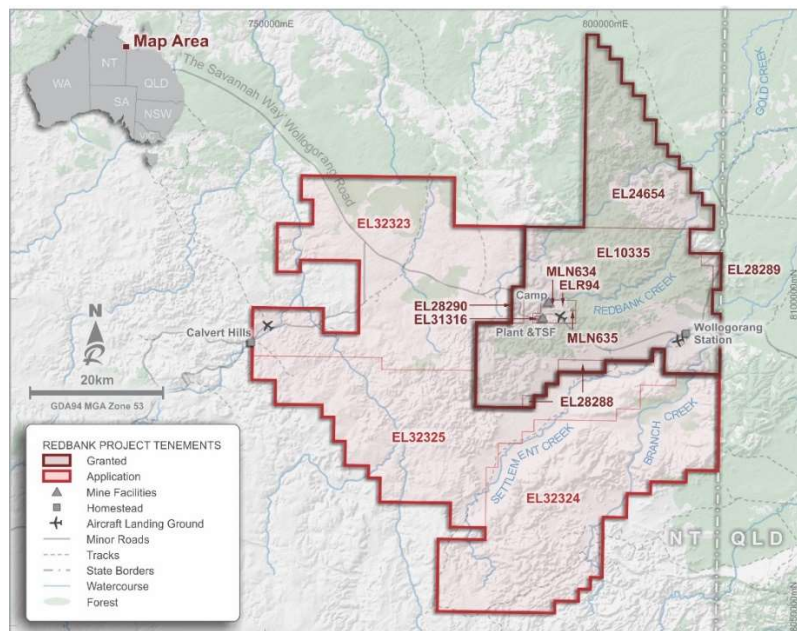 750000mE
800000mE
Map Area
WA
NT
QLD
SA
NSW
The Savannah Way Wollogorang Road
GOLD CREEK
EL24654
EL32323
EL10335
EL28289
MLN634
ELR94
Camp
REDBANK CREEK
EL28290
EL31316
8100000mN
Plant &TSF
MLN635
Wollogorang
Station
Calvert Hills
N
20km
GDA94 MGA Zone 53
EL28288
EL32325
SETTLEMENT CREEK
BRANCH CREEK
EL32324
NT QLD
8050000mN
REDBANK PROJECT TENEMENTS
Granted
Application
Mine Facilities
Homestead
Aircraft Landing Ground
Minor Roads
Tracks
State Borders
Watercourse
Forest